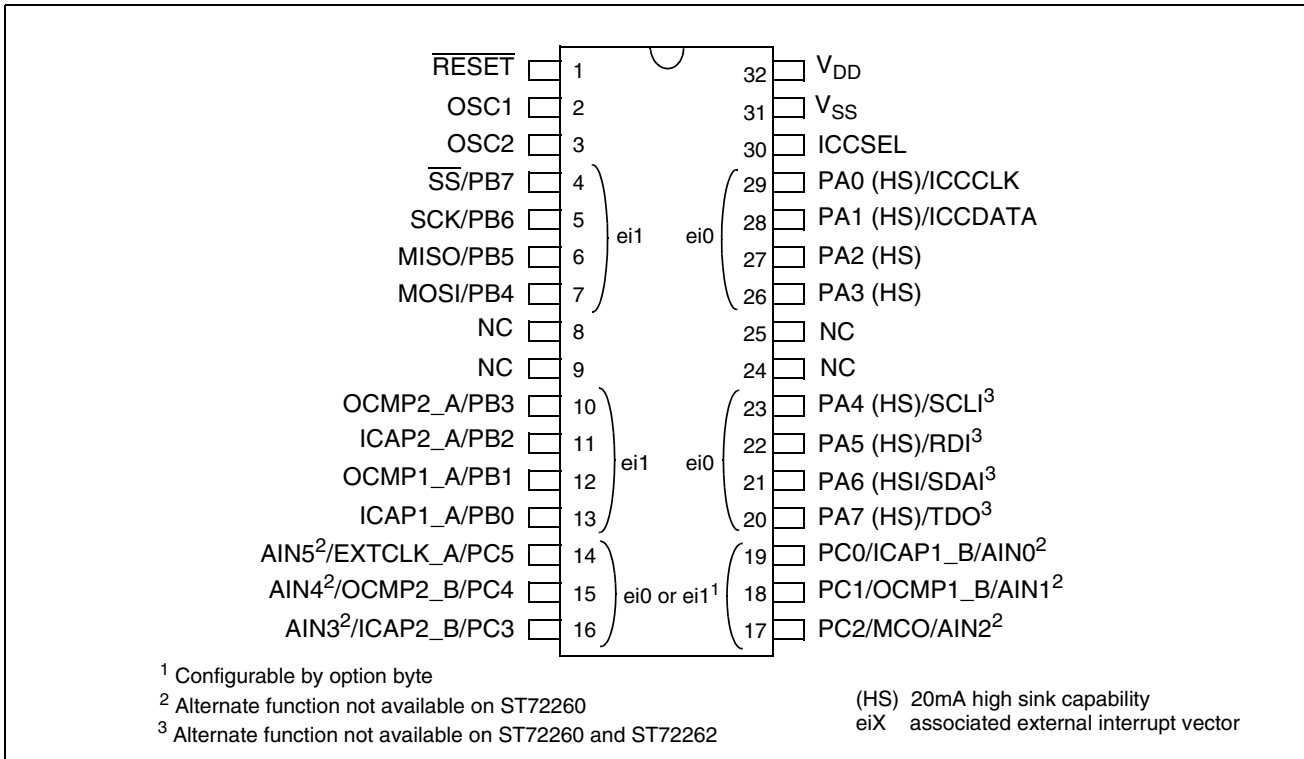 R̅E̅S̅E̅T̅ 1 32 V_DD
OSC1 2 31 V_SS
OSC2 3 30 ICCSEL
S̅S̅/PB7 4 29 PA0 (HS)/ICCCLK
SCK/PB6 5 28 PA1 (HS)/ICCDATA
ei1 ei0
MISO/PB5 6 27 PA2 (HS)
MOSI/PB4 7 26 PA3 (HS)
NC 8 25 NC
NC 9 24 NC
OCMP2_A/PB3 10 23 PA4 (HS)/SCLI³
ICAP2_A/PB2 11 22 PA5 (HS)/RDI³
ei1 ei0
OCMP1_A/PB1 12 21 PA6 (HSI/SDAI³
ICAP1_A/PB0 13 20 PA7 (HS)/TDO³
AIN5²/EXTCLK_A/PC5 14 19 PC0/ICAP1_B/AIN0²
AIN4²/OCMP2_B/PC4 15 ei0 or ei1¹ 18 PC1/OCMP1_B/AIN1²
AIN3²/ICAP2_B/PC3 16 17 PC2/MCO/AIN2²
¹ Configurable by option byte
² Alternate function not available on ST72260
³ Alternate function not available on ST72260 and ST72262
(HS) 20mA high sink capability
eiX associated external interrupt vector